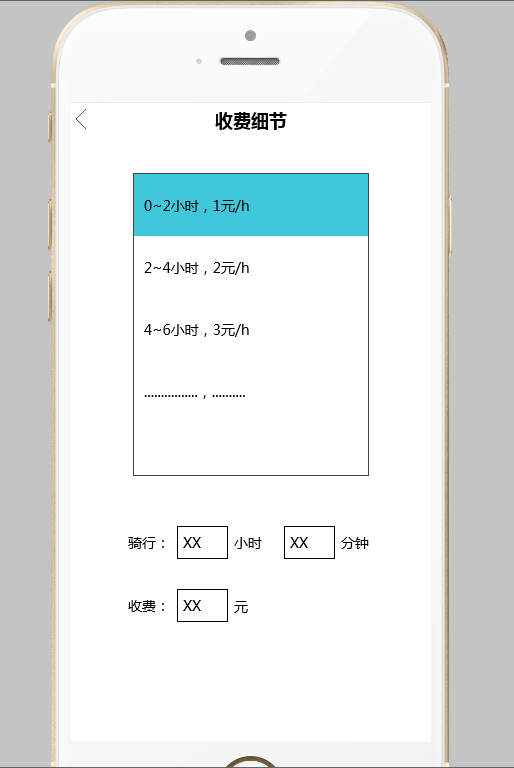 收费细节
0~2小时，1元/h
2~4小时，2元/h
4~6小时，3元/h
................，..........
骑行： XX 小时 XX 分钟
收费： XX 元